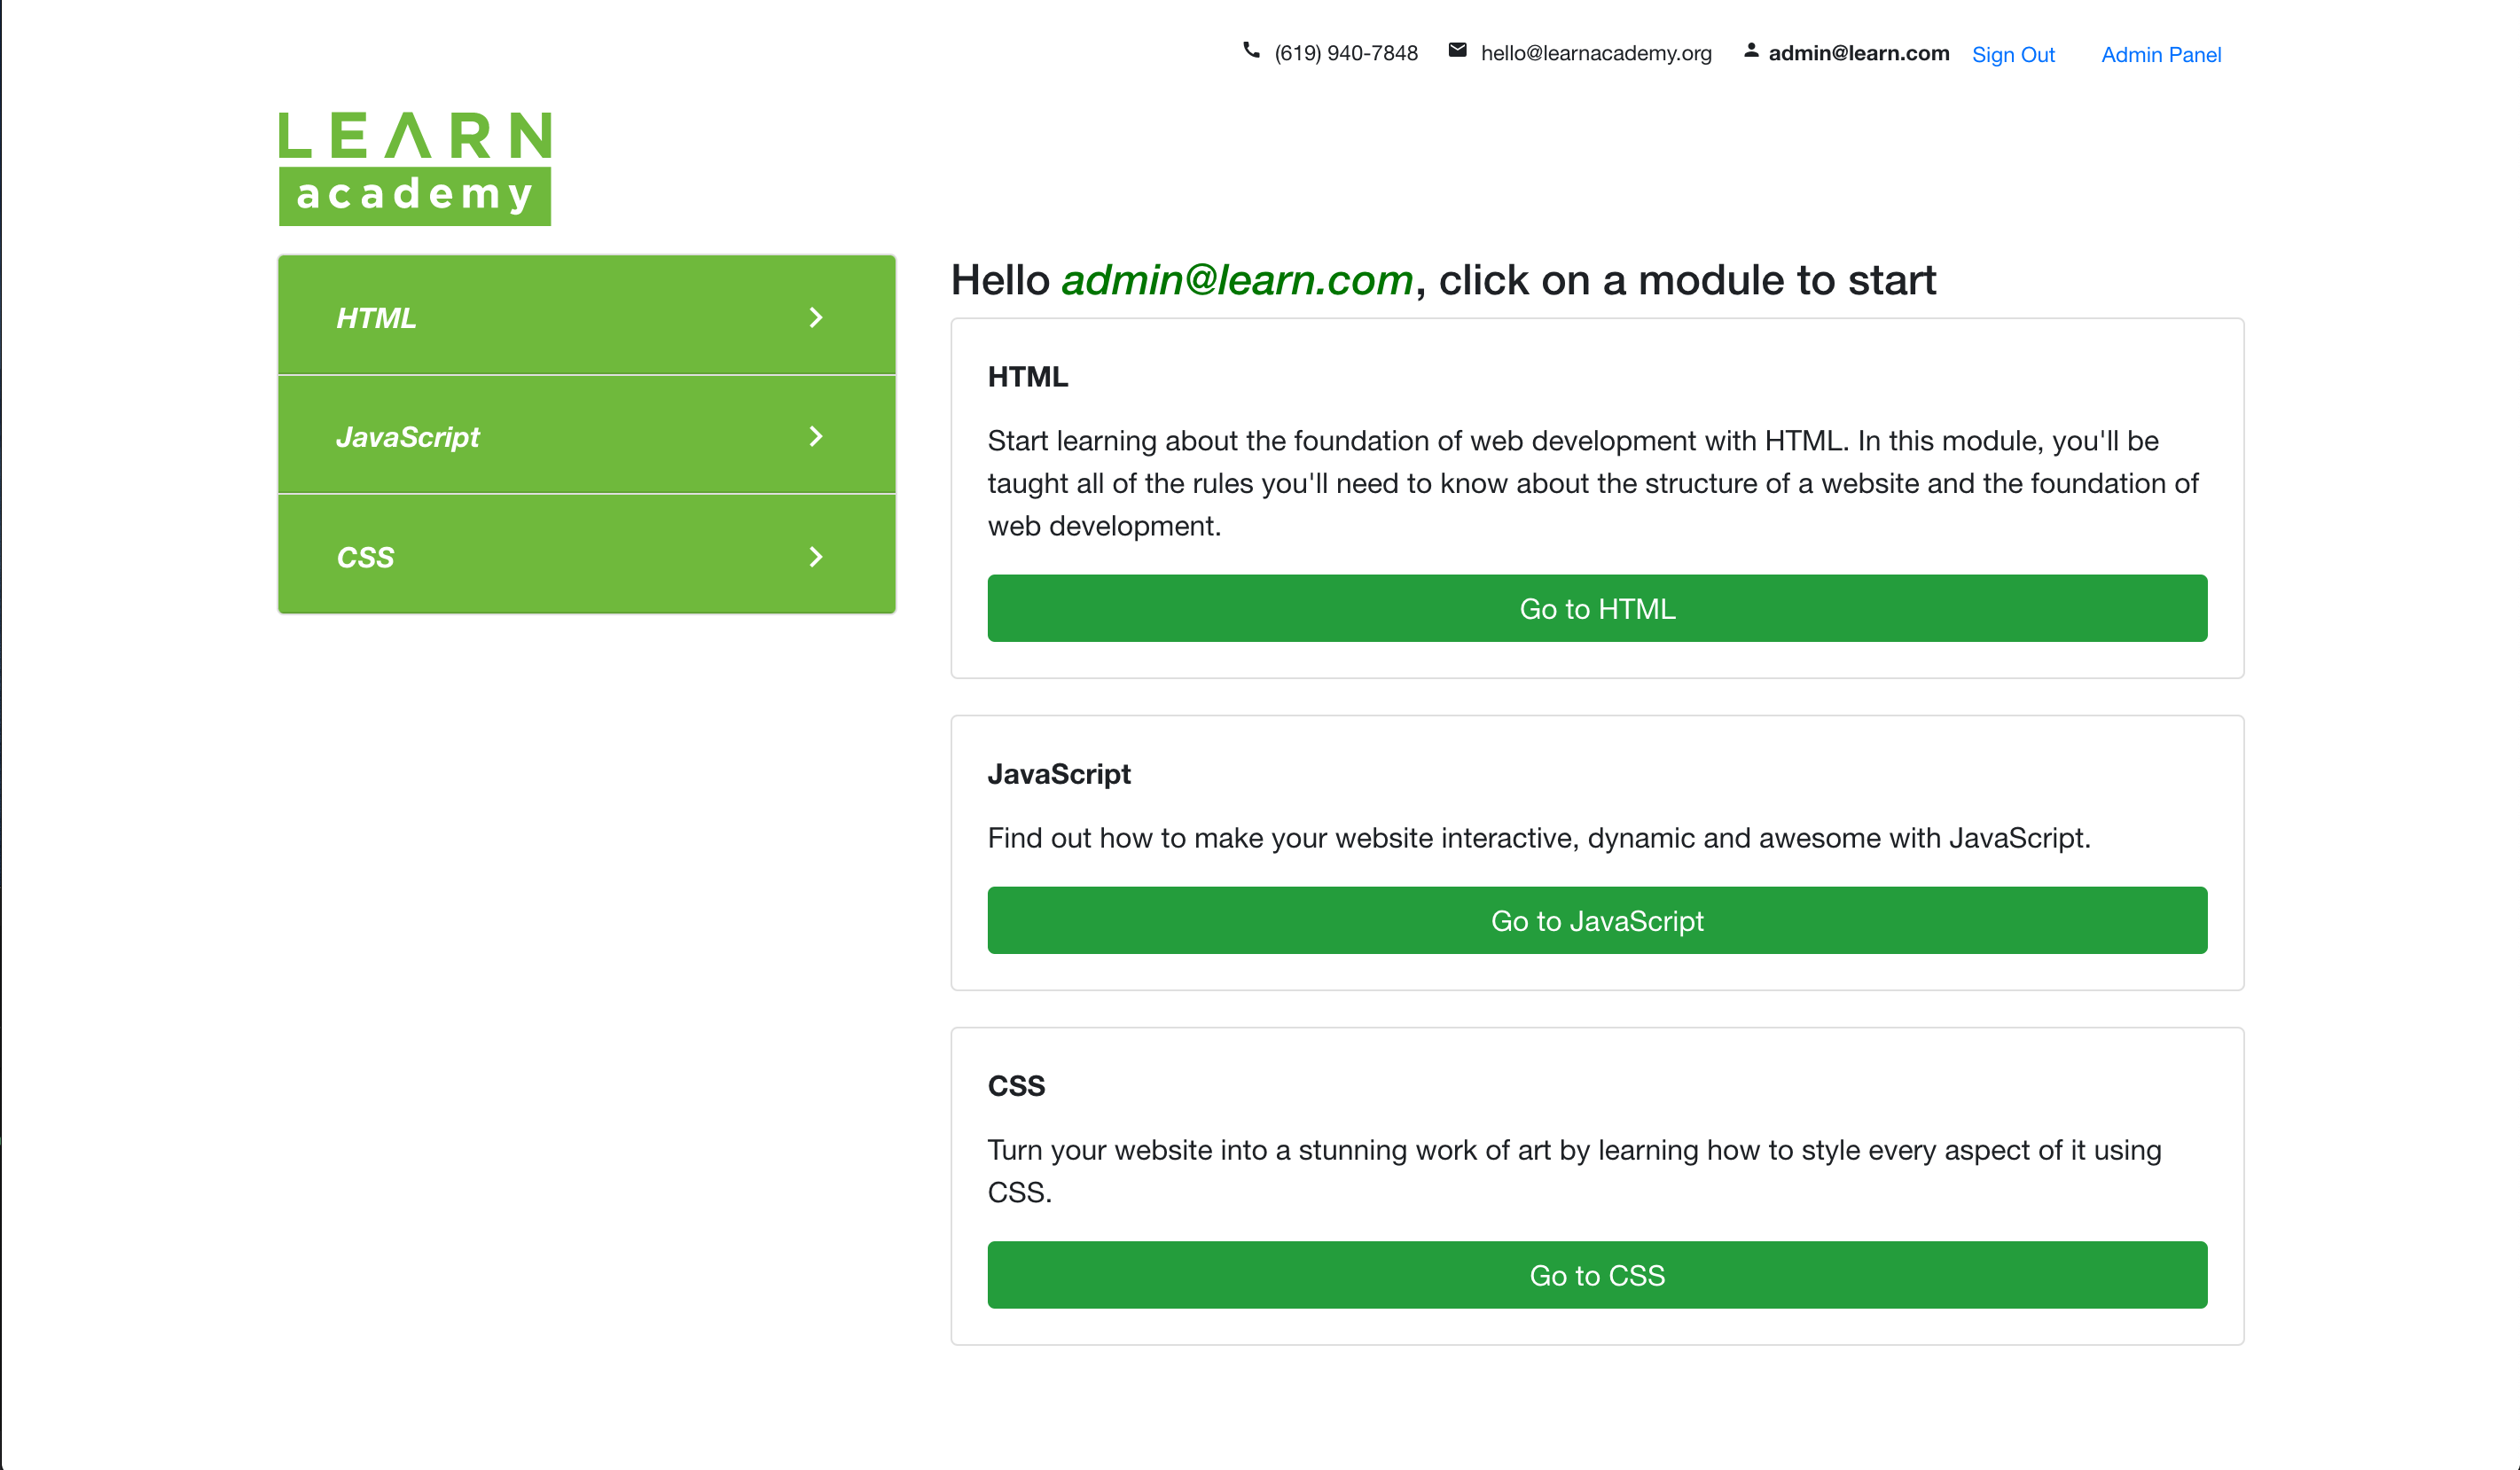 (619) 940-7848 hello@learnacademy.org admin@learn.com Sign Out Admin Panel
LEARN
academy
HTML
JavaScript
CSS
Hello admin@learn.com, click on a module to start
HTML
Start learning about the foundation of web development with HTML. In this module, you'll be
taught all of the rules you'll need to know about the structure of a website and the foundation of
web development.
Go to HTML
JavaScript
Find out how to make your website interactive, dynamic and awesome with JavaScript.
Go to JavaScript
CSS
Turn your website into a stunning work of art by learning how to style every aspect of it using
CSS.
Go to CSS